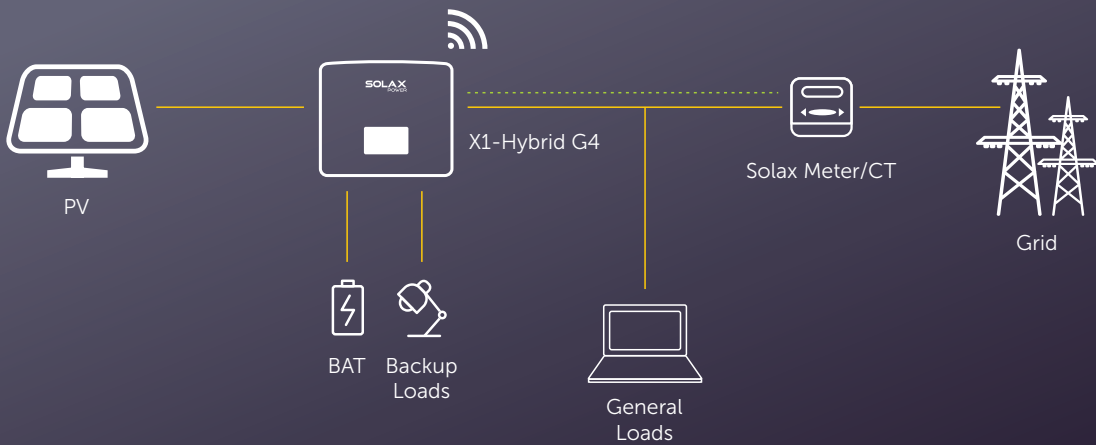 SOLAX
POWER
X1-Hybrid G4
Solax Meter/CT
PV
Grid
BAT
Backup
Loads
General
Loads